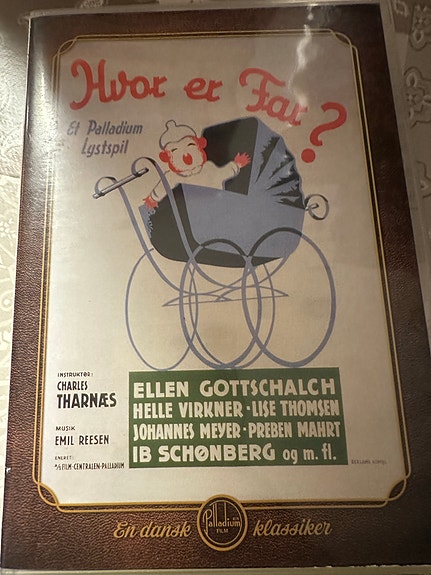 Hvor er Far?
Et Palladium
Lystspil
INSTRUKTØR:
CHARLES
THARNÆS
MUSIK
EMIL REESEN
ENERET:
A/S FILM-CENTRALEN-PALLADIUM
ELLEN GOTTSCHALCH
HELLE VIRKNER · LISE THOMSEN
JOHANNES MEYER · PREBEN MAHRT
IB SCHØNBERG og m. fl.
En dansk
Palladium
FILM
klassiker